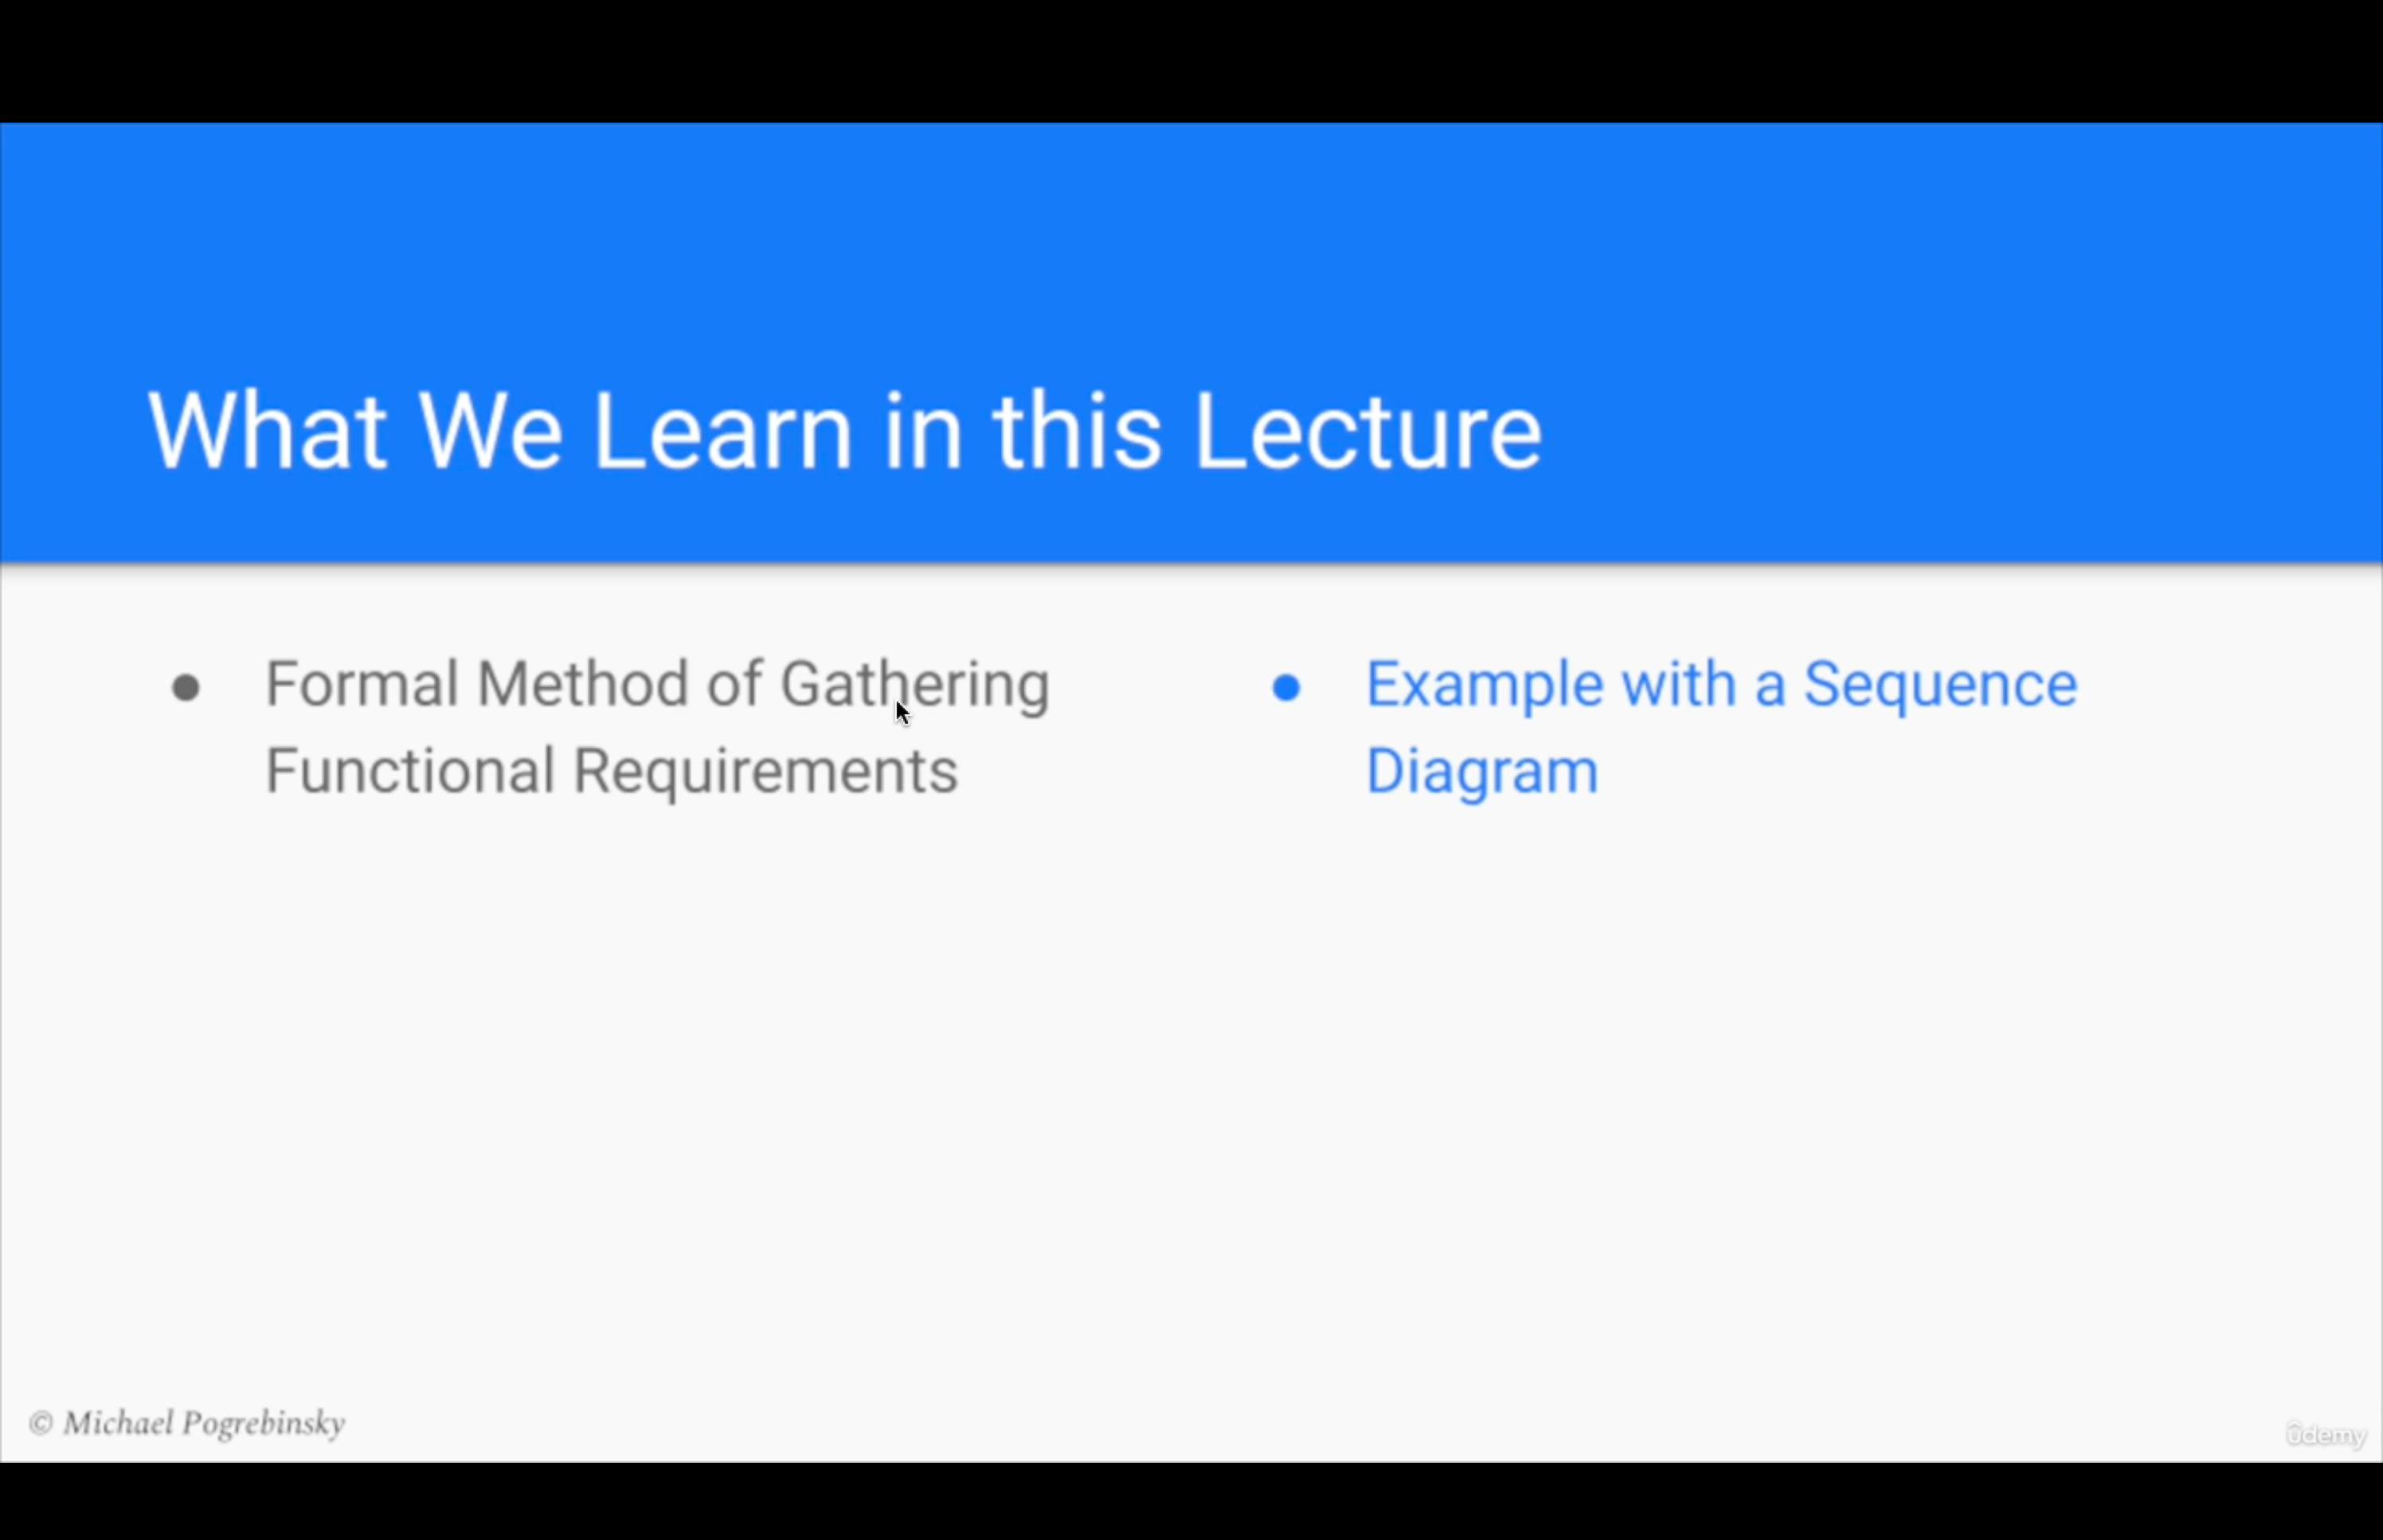 What We Learn in this Lecture
● Formal Method of Gathering
Functional Requirements
● Example with a Sequence
Diagram
© Michael Pogrebinsky
ûdemy